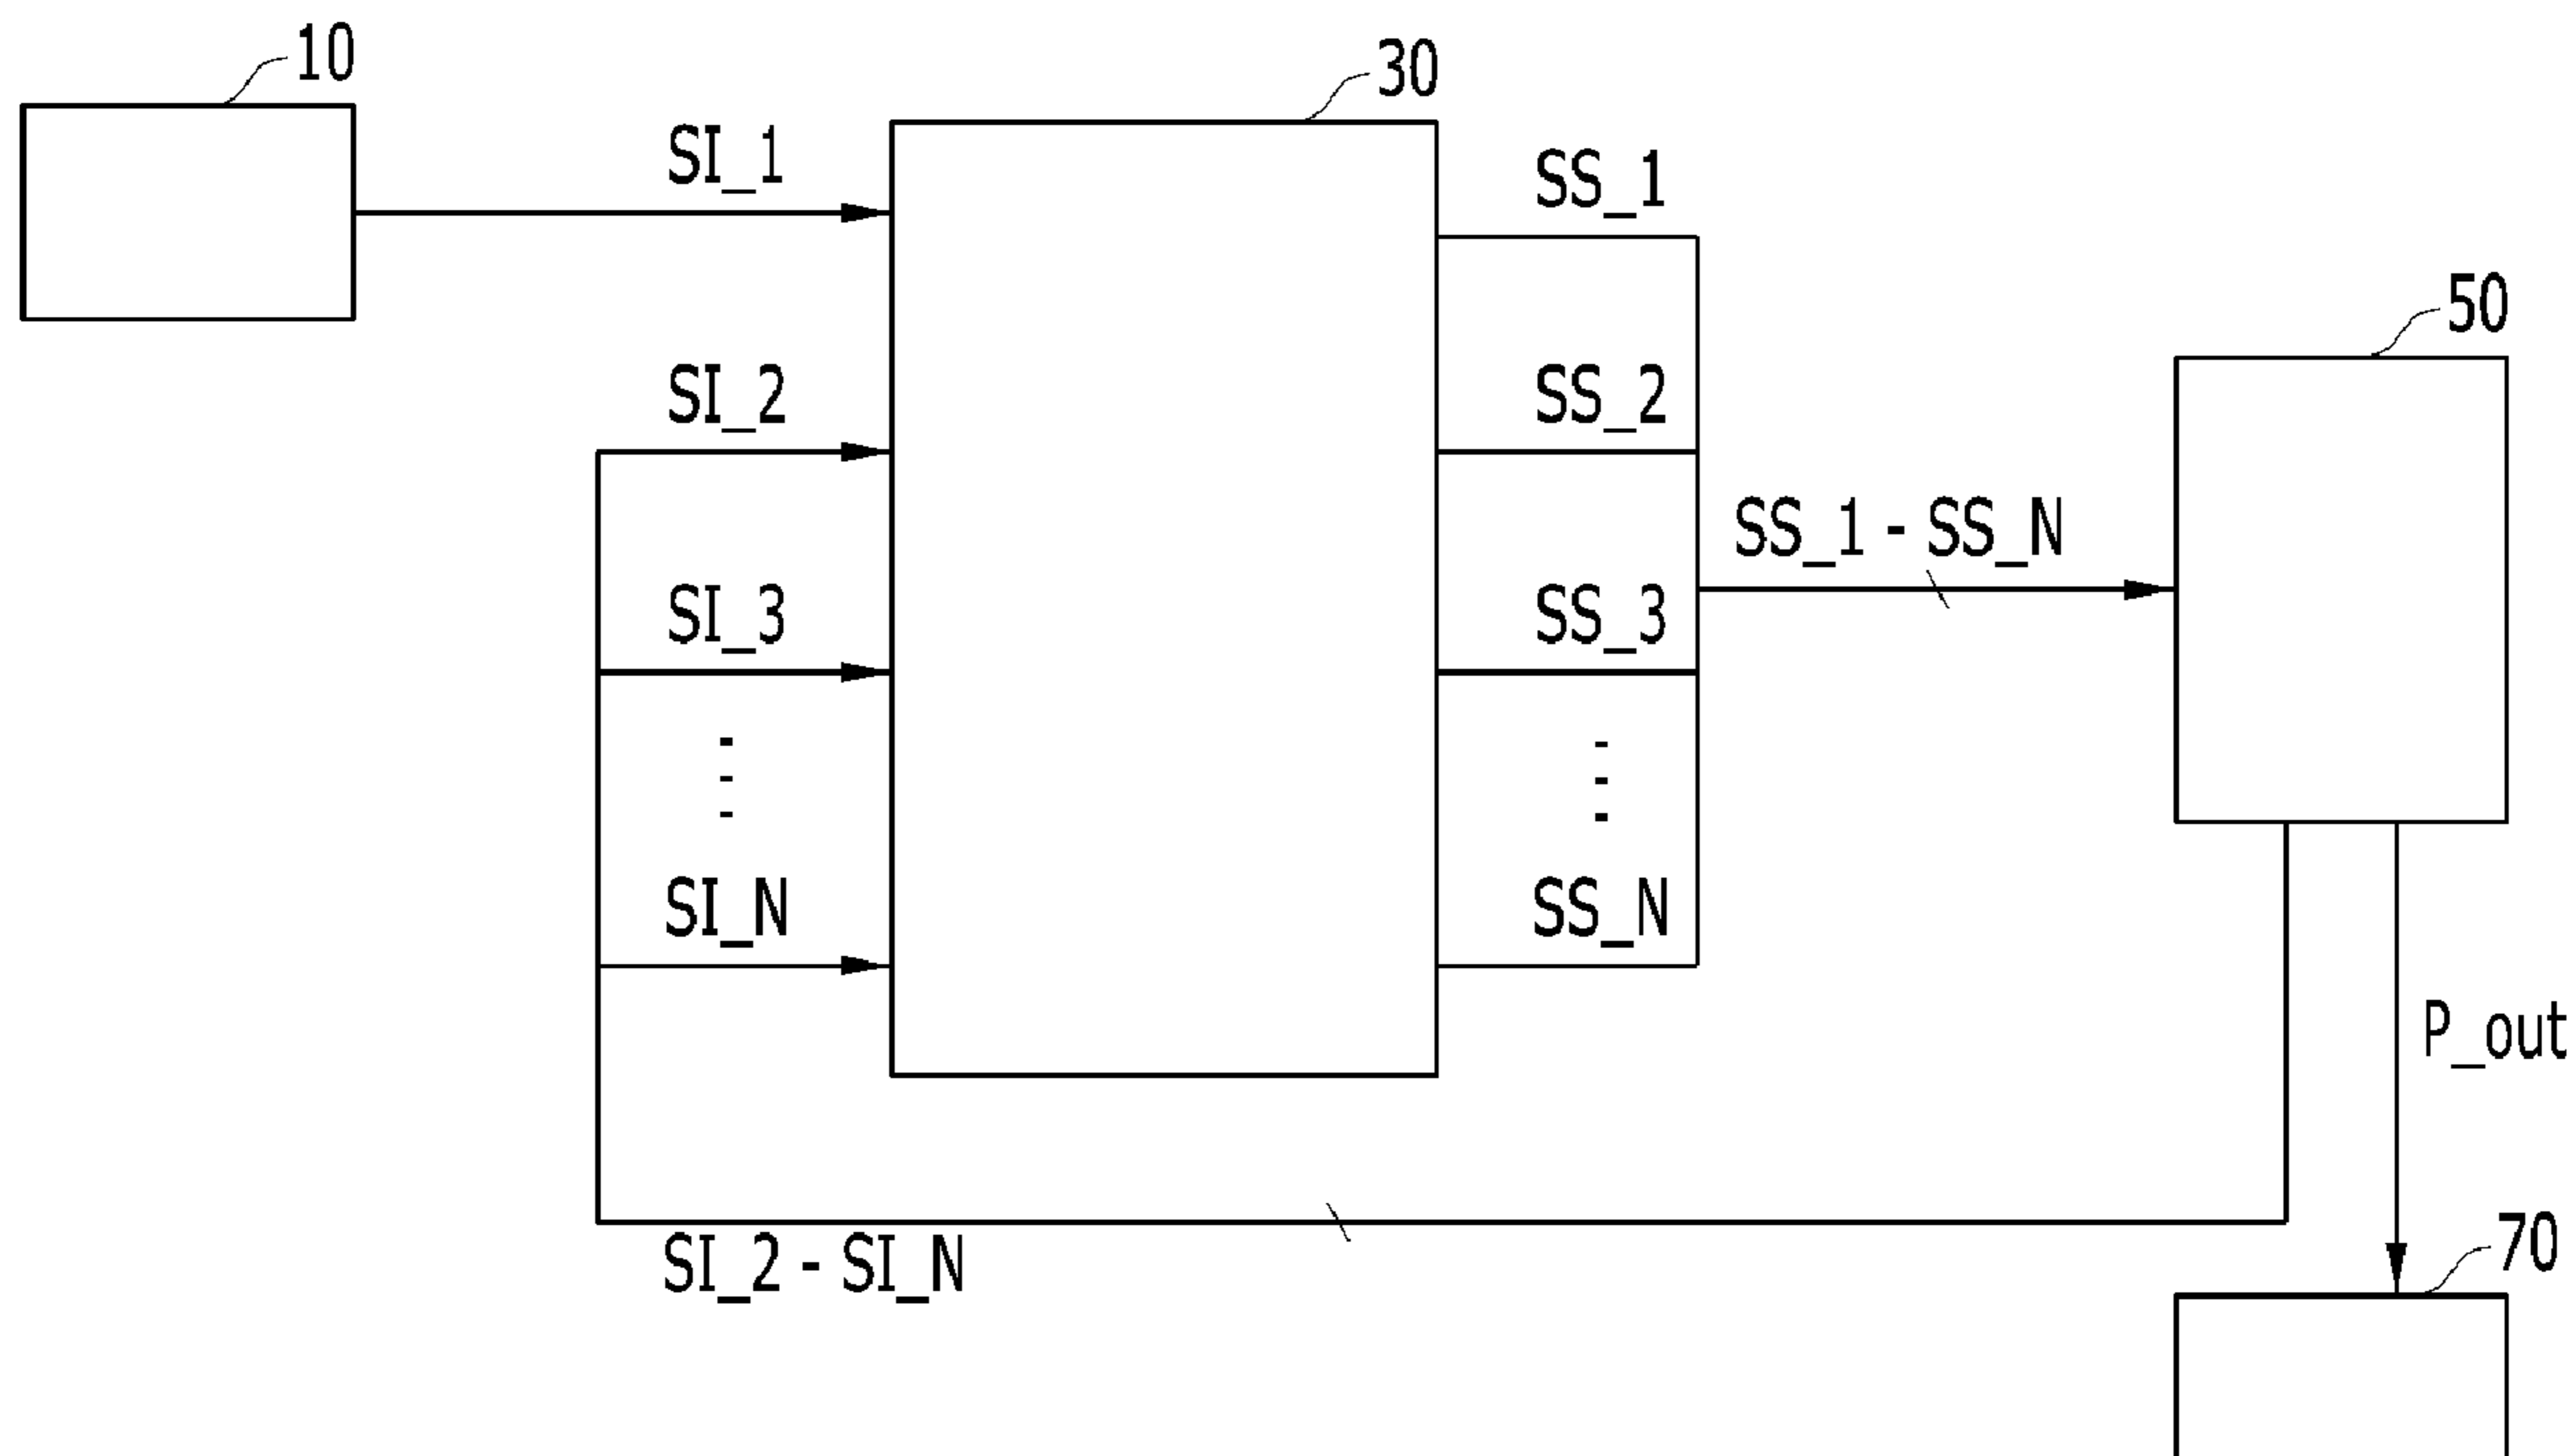 10
30
SI_1
SS_1
50
SI_2
SS_2
SS_1 - SS_N
SI_3
SS_3
SI_N
SS_N
P_out
SI_2 - SI_N
70